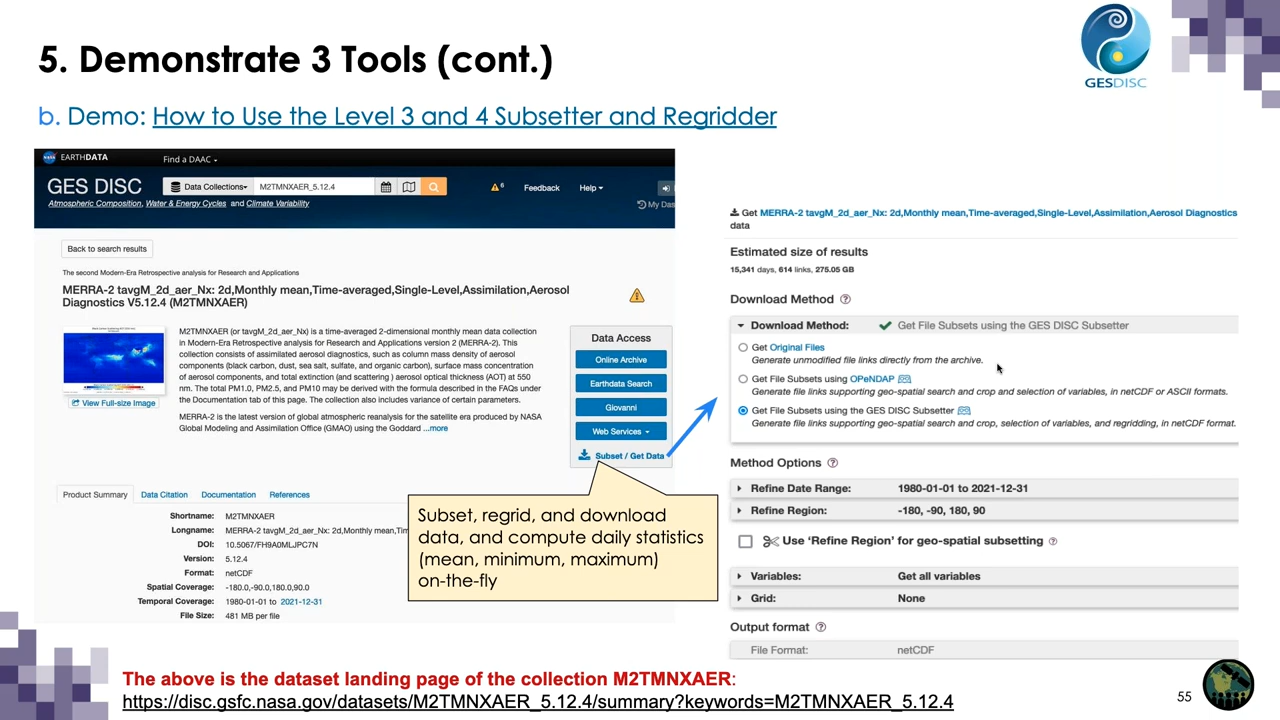 5. Demonstrate 3 Tools (cont.)
GES DISC
b. Demo: How to Use the Level 3 and 4 Subsetter and Regridder
EARTHDATA Find a DAAC
GES DISC Data Collections M2TMNXAER_5.12.4 6 Feedback Help
Atmospheric Composition, Water & Energy Cycles and Climate Variability
My Das
Back to search results
The second Modern-Era Retrospective analysis for Research and Applications
MERRA-2 tavgM_2d_aer_Nx: 2d,Monthly mean,Time-averaged,Single-Level,Assimilation,Aerosol
Diagnostics V5.12.4 (M2TMNXAER)
M2TMNXAER (or tavgM_2d_aer_Nx) is a time-averaged 2-dimensional monthly mean data collection
in Modern-Era Retrospective analysis for Research and Applications version 2 (MERRA-2). This
collection consists of assimilated aerosol diagnostics, such as column mass density of aerosol
components (black carbon, dust, sea salt, sulfate, and organic carbon), surface mass concentration
of aerosol components, and total extinction (and scattering ) aerosol optical thickness (AOT) at 550
nm. The total PM1.0, PM2.5, and PM10 may be derived with the formula described in the FAQs under
the Documentation tab of this page. The collection also includes variance of certain parameters.
MERRA-2 is the latest version of global atmospheric reanalysis for the satellite era produced by NASA
Global Modeling and Assimilation Office (GMAO) using the Goddard ...more
View Full-size Image
Data Access
Online Archive
Earthdata Search
Giovanni
Web Services
Subset / Get Data
Product Summary Data Citation Documentation References
Shortname: M2TMNXAER
Longname: MERRA-2 tavgM_2d_aer_Nx: 2d,Monthly mean,Tim
DOI: 10.5067/FH9A0MLJPC7N
Version: 5.12.4
Format: netCDF
Spatial Coverage: -180.0,-90.0,180.0,90.0
Temporal Coverage: 1980-01-01 to 2021-12-31
File Size: 481 MB per file
Subset, regrid, and download
data, and compute daily statistics
(mean, minimum, maximum)
on-the-fly
Get MERRA-2 tavgM_2d_aer_Nx: 2d,Monthly mean,Time-averaged,Single-Level,Assimilation,Aerosol Diagnostics
data
Estimated size of results
15,341 days, 614 links, 275.05 GB
Download Method ?
Download Method: Get File Subsets using the GES DISC Subsetter
Get Original Files
Generate unmodified file links directly from the archive.
Get File Subsets using OPeNDAP
Generate file links supporting geo-spatial search and crop and selection of variables, in netCDF or ASCII formats.
Get File Subsets using the GES DISC Subsetter
Generate file links supporting geo-spatial search and crop, selection of variables, and regridding, in netCDF format.
Method Options ?
Refine Date Range: 1980-01-01 to 2021-12-31
Refine Region: -180, -90, 180, 90
Use 'Refine Region' for geo-spatial subsetting ?
Variables: Get all variables
Grid: None
Output format ?
File Format: netCDF
The above is the dataset landing page of the collection M2TMNXAER:
https://disc.gsfc.nasa.gov/datasets/M2TMNXAER_5.12.4/summary?keywords=M2TMNXAER_5.12.4
55